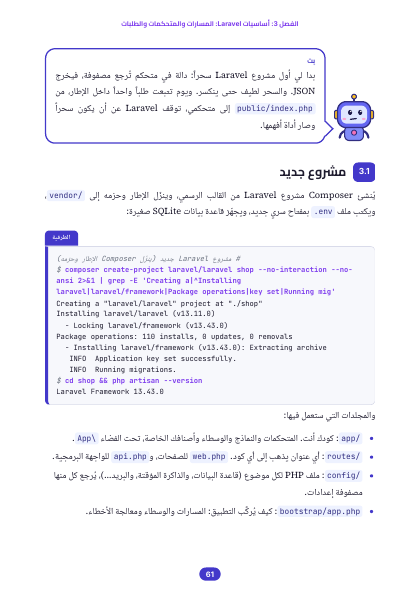 الفصل 3: أساسيات Laravel: المسارات والمتحكمات والطلبات
بِت
بدا لي أول مشروع Laravel سحراً: دالة في متحكم تُرجع مصفوفة، فيخرج
JSON. والسحر لطيف حتى ينكسر. ويوم تتبعت طلباً واحداً داخل الإطار، من
public/index.php إلى متحكمي، توقف Laravel عن أن يكون سحراً
وصار أداة أفهمها.
3.1 مشروع جديد
يُنشئ Composer مشروع Laravel من القالب الرسمي، وينزّل الإطار وحزمه إلى vendor/ ،
ويكتب ملف .env بمفتاح سري جديد، ويجهّز قاعدة بيانات SQLite صغيرة:
الطرفية
# مشروع Laravel جديد (ينزّل Composer الإطار وحزمه)
$ composer create-project laravel/laravel shop --no-interaction --no-
ansi 2>&1 | grep -E 'Creating a|^Installing
laravel|laravel/framework|Package operations|key set|Running mig'
Creating a "laravel/laravel" project at "./shop"
Installing laravel/laravel (v13.11.0)
- Locking laravel/framework (v13.43.0)
Package operations: 110 installs, 0 updates, 0 removals
- Installing laravel/framework (v13.43.0): Extracting archive
INFO Application key set successfully.
INFO Running migrations.
$ cd shop && php artisan --version
Laravel Framework 13.43.0
والمجلدات التي ستعمل فيها:
• app/ : كودك أنت. المتحكمات والنماذج والوسطاء وأصنافك الخاصة، تحت الفضاء App\ .
• routes/ : أي عنوان يذهب إلى أي كود. web.php للصفحات، و api.php للواجهة البرمجية.
• config/ : ملف PHP لكل موضوع (قاعدة البيانات، والذاكرة المؤقتة، والبريد...)، يُرجع كل منها
مصفوفة إعدادات.
• bootstrap/app.php : كيف يُركَّب التطبيق: المسارات والوسطاء ومعالجة الأخطاء.
61